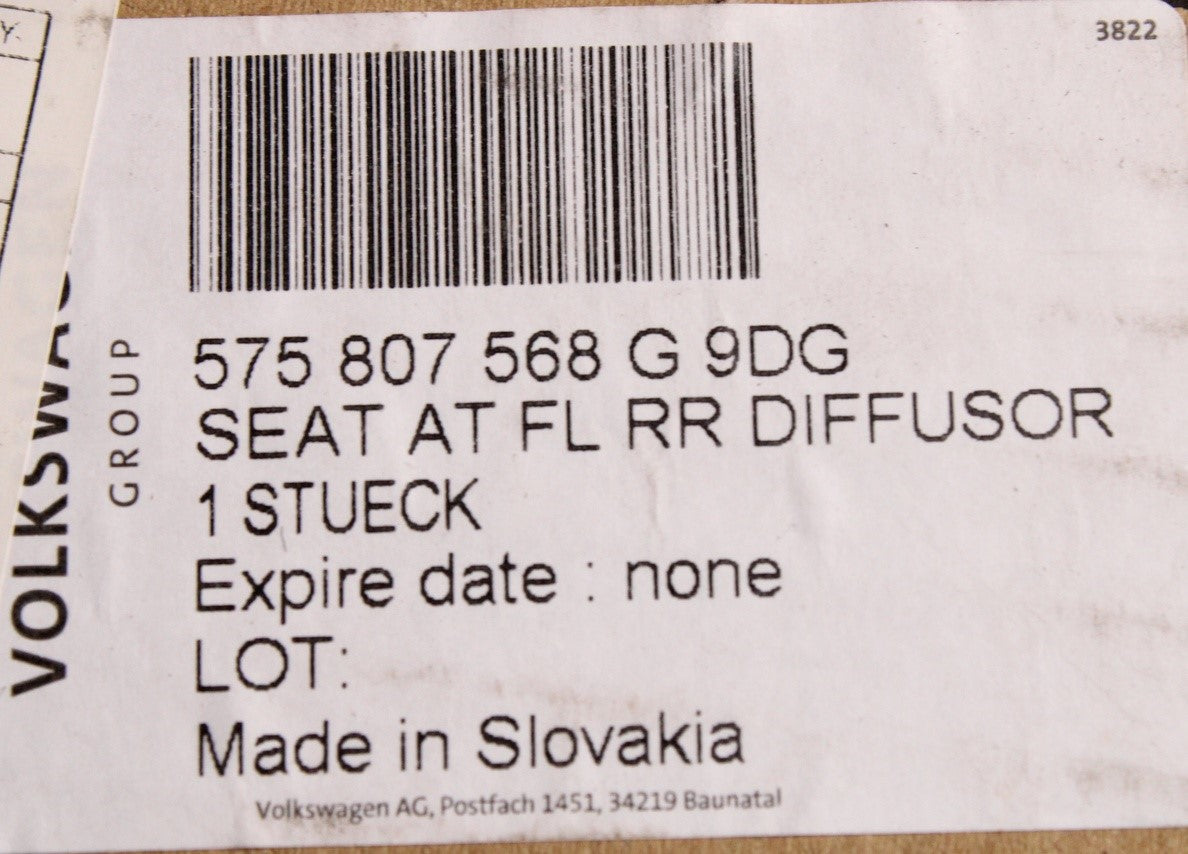 3822
575 807 568 G 9DG
SEAT AT FL RR DIFFUSOR
1 STUECK
Expire date : none
LOT:
Made in Slovakia
Volkswagen AG, Postfach 1451, 34219 Baunatal
GROUP